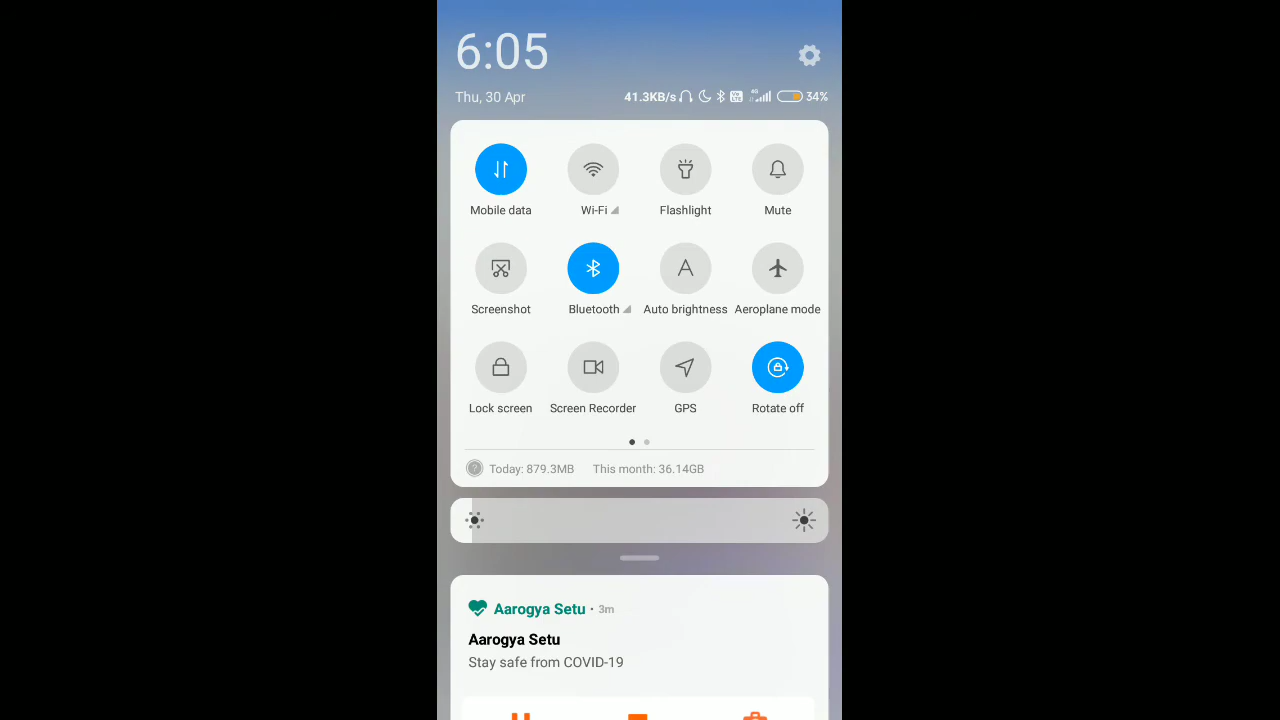 6:05
Thu, 30 Apr 41.3KB/s 4G 34%
Mobile data Wi-Fi Flashlight Mute
Screenshot Bluetooth Auto brightness Aeroplane mode
Lock screen Screen Recorder GPS Rotate off
Today: 879.3MB This month: 36.14GB
Aarogya Setu · 3m
Aarogya Setu
Stay safe from COVID-19